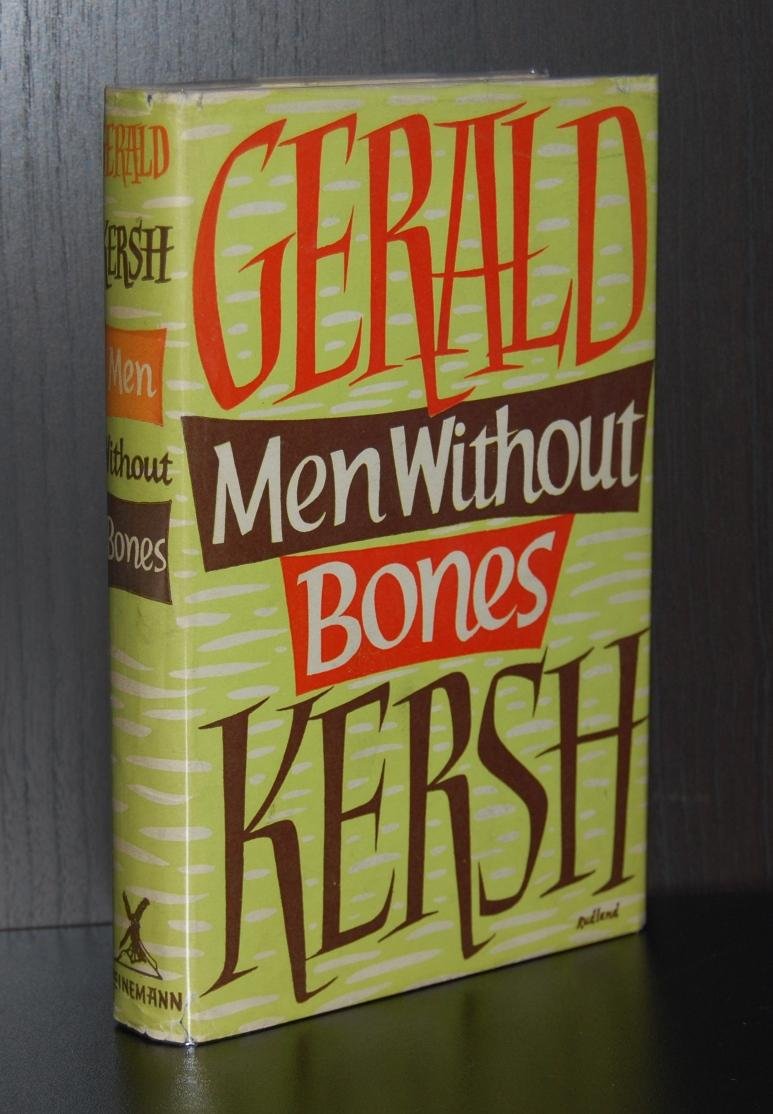 GERALD
KERSH
Men
Without
Bones
HEINEMANN
GERALD
Men Without
Bones
KERSH
Rudland